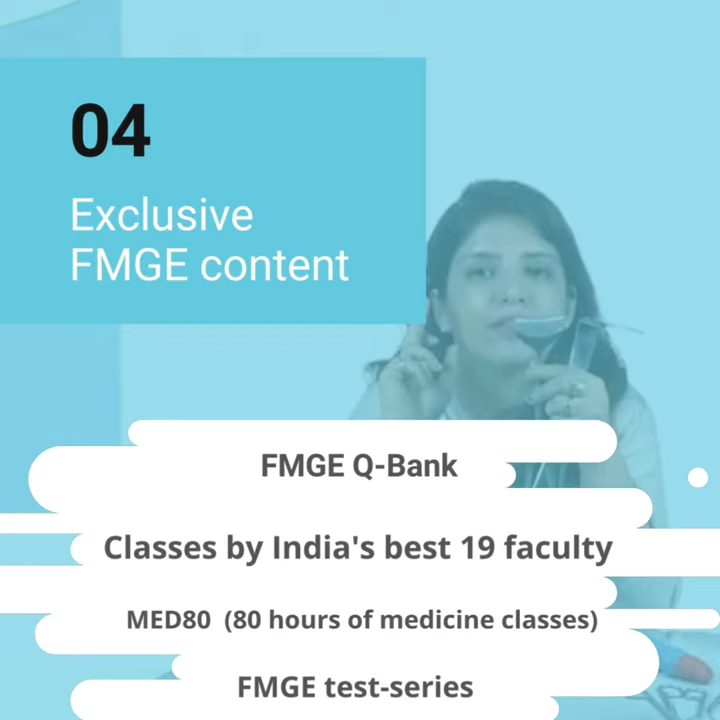 04
Exclusive
FMGE content
FMGE Q-Bank
Classes by India's best 19 faculty
MED80 (80 hours of medicine classes)
FMGE test-series